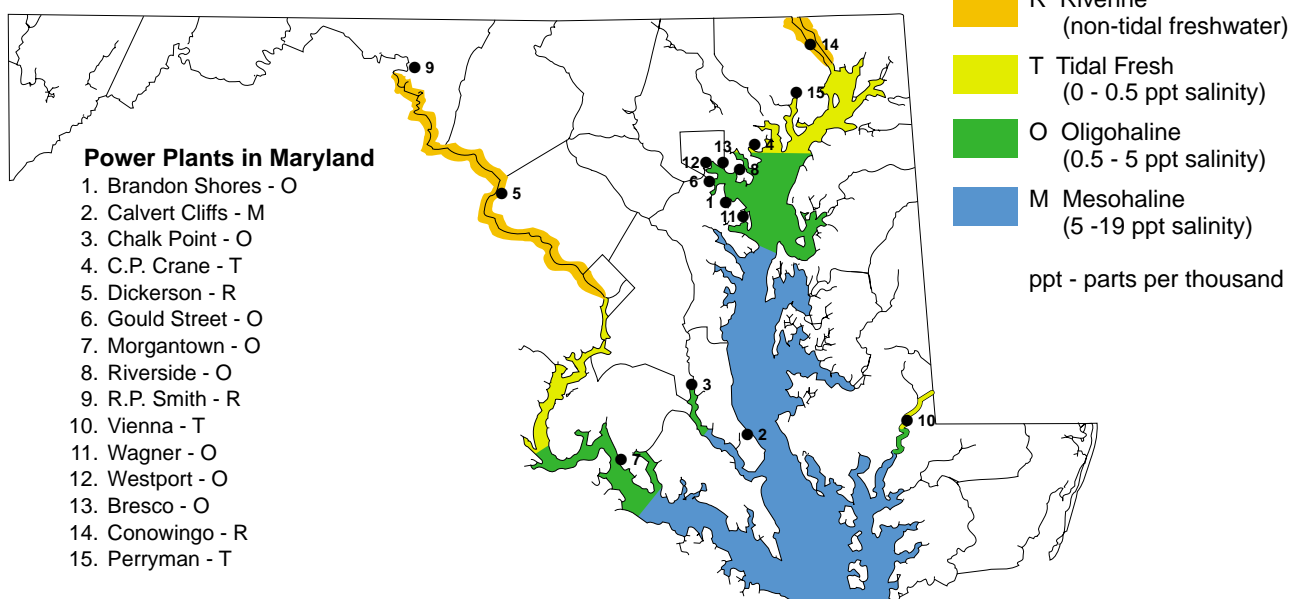 R Riverine
(non-tidal freshwater)
T Tidal Fresh
(0 - 0.5 ppt salinity)
O Oligohaline
(0.5 - 5 ppt salinity)
M Mesohaline
(5 -19 ppt salinity)
ppt - parts per thousand
Power Plants in Maryland
1. Brandon Shores - O
2. Calvert Cliffs - M
3. Chalk Point - O
4. C.P. Crane - T
5. Dickerson - R
6. Gould Street - O
7. Morgantown - O
8. Riverside - O
9. R.P. Smith - R
10. Vienna - T
11. Wagner - O
12. Westport - O
13. Bresco - O
14. Conowingo - R
15. Perryman - T
14
9
15
4
13
12
8
6
5
1
11
3
10
2
7